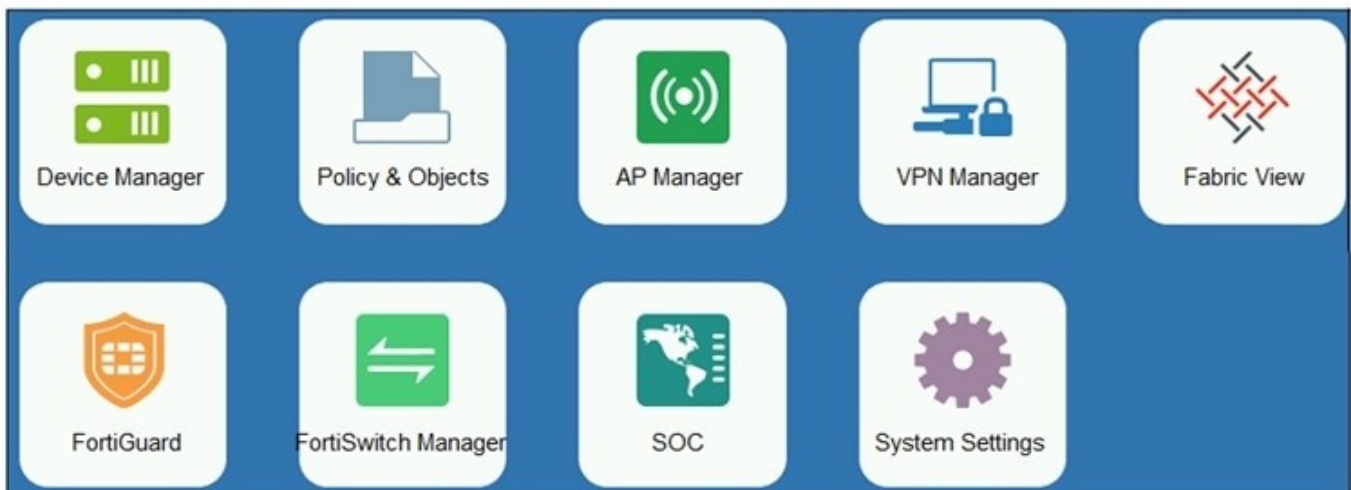 Device Manager
Policy & Objects
AP Manager
VPN Manager
Fabric View
FortiGuard
FortiSwitch Manager
SOC
System Settings